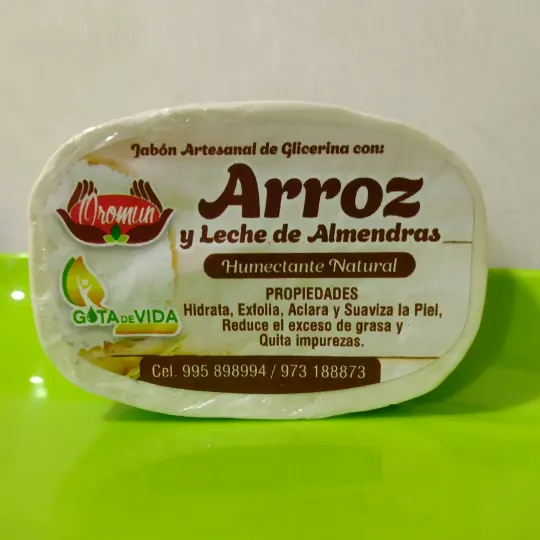 Jabón Artesanal de Glicerina con:
Arroz
y Leche de Almendras
Humectante Natural
Oromun
GOTA DE VIDA
PROPIEDADES
Hidrata, Exfolia, Aclara y Suaviza la Piel,
Reduce el exceso de grasa y
Quita impurezas.
Cel. 995 898994 / 973 188873